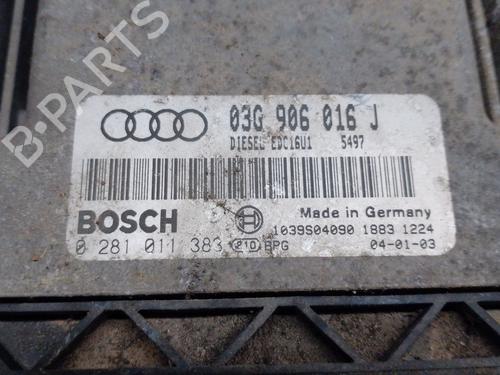 03G 906 016 J
DIESEL EDC16U1 5497
BOSCH
Made in Germany
1039S04090 1883 1224
0 281 011 383 210 BPG 04-01-03
B-PARTS